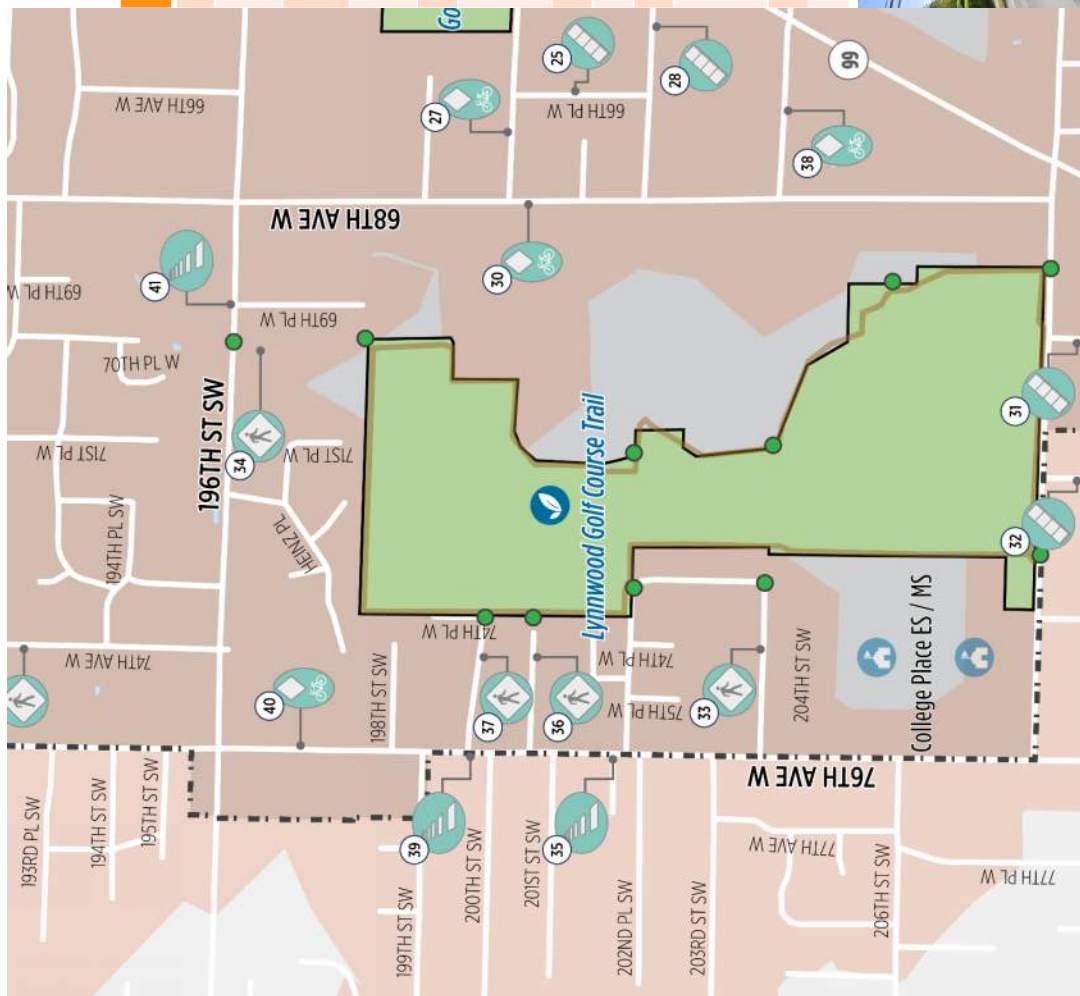 Go
25
28
99
66TH AVE W
27
66TH PL W
38
68TH AVE W
41
30
69TH PL W
69TH PL W
70TH PL W
196TH ST SW
34
71ST PL W
71ST PL W
31
194TH PL SW
HEINZ PL
Lynnwood Golf Course Trail
32
74TH PL W
74TH AVE W
74TH PL W
College Place ES / MS
40
198TH ST SW
37
36
75TH PL W
33
204TH ST SW
76TH AVE W
193RD PL SW
194TH ST SW
195TH ST SW
39
35
199TH ST SW
200TH ST SW
201ST ST SW
202ND PL SW
203RD ST SW
77TH AVE W
206TH ST SW
77TH PL W